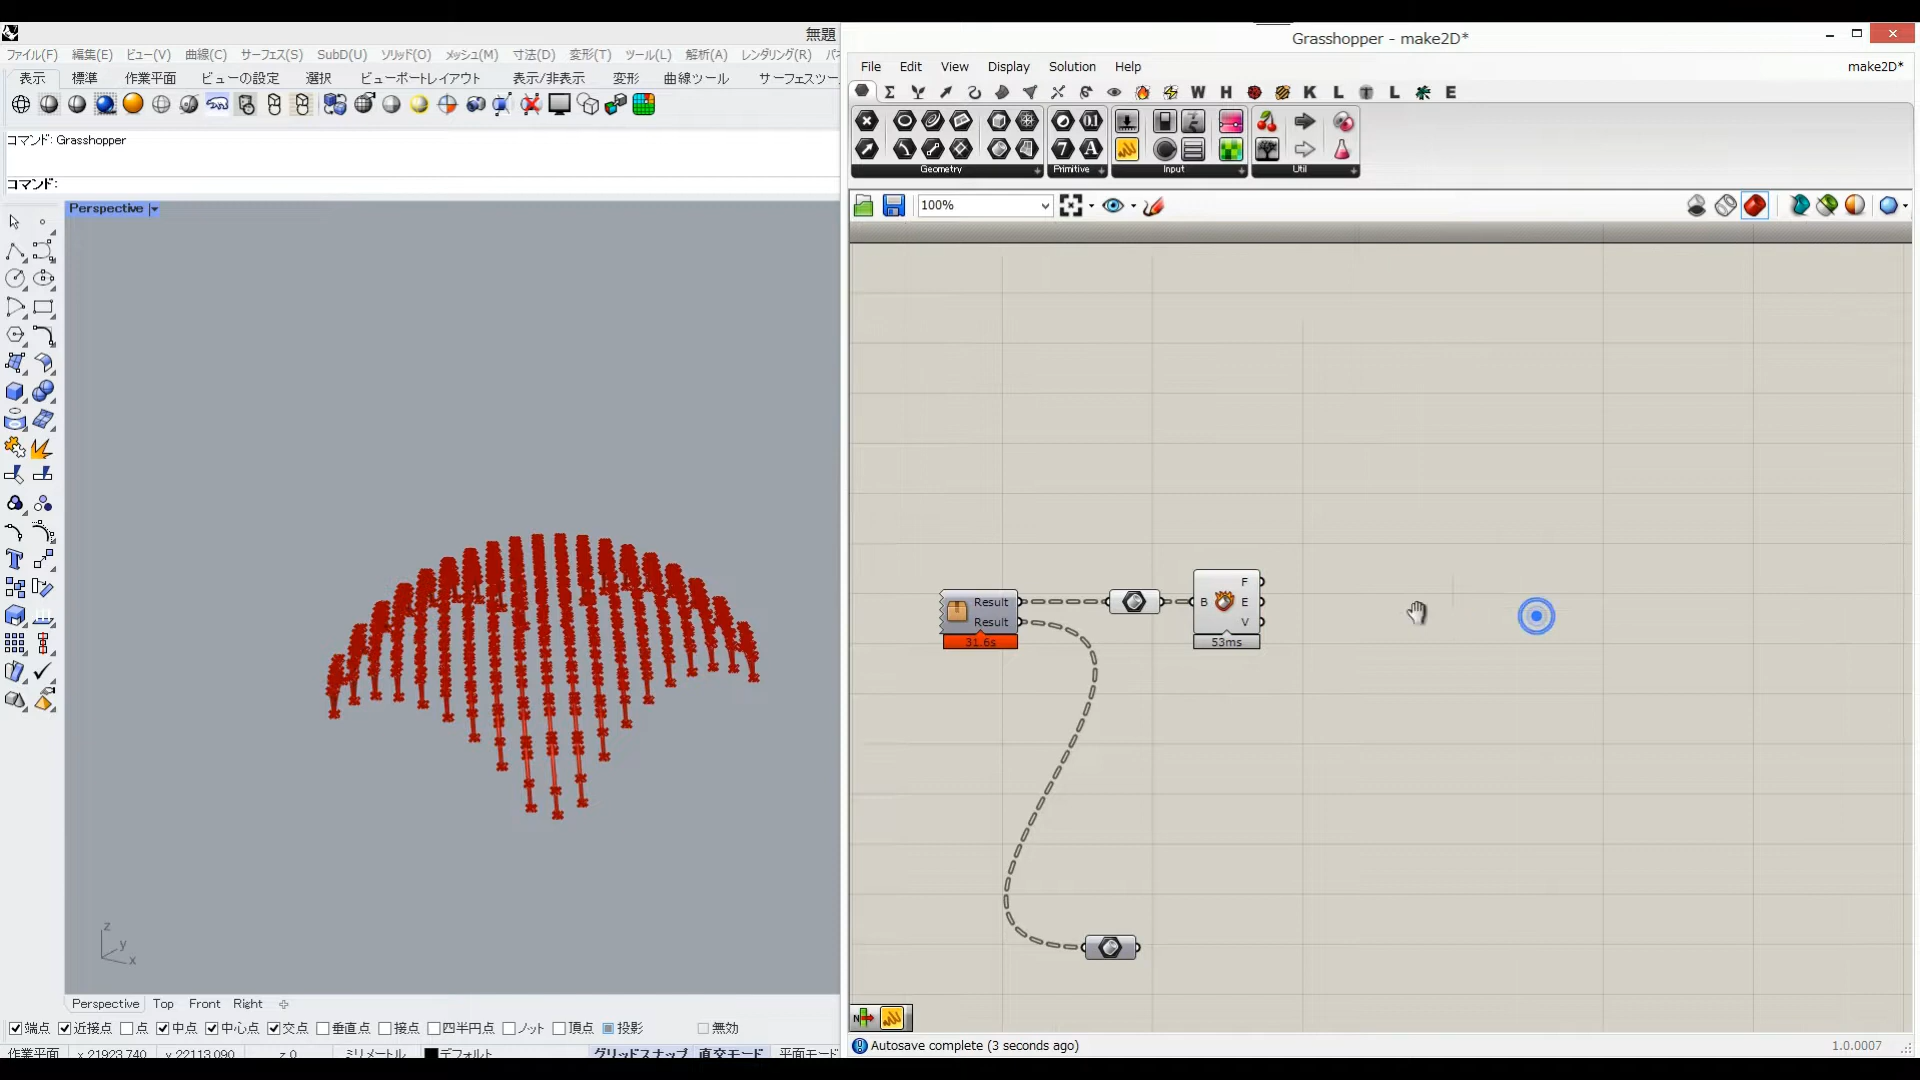 無題
ファイル(F) 編集(E) ビュー(V) 曲線(C) サーフェス(S) SubD(U) ソリッド(O) メッシュ(M) 寸法(D) 変形(T) ツール(L) 解析(A) レンダリング(R)
表示 標準 作業平面 ビューの設定 選択 ビューポートレイアウト 表示/非表示 変形 曲線ツール サーフェスツー
コマンド: Grasshopper
コマンド:
Perspective
z
y
x
Perspective Top Front Right
端点 近接点 点 中点 中心点 交点 垂直点 接点 四半円点 ノット 頂点 投影 無効
作業平面 x 21923.740 y 22113.090 z 0 ミリメートル デフォルト グリッドスナップ 直交モード 平面モード
Grasshopper - make2D*
File Edit View Display Solution Help make2D*
W H K L L E
Geometry Primitive Input Util
100%
Result
Result
31.6s
B
F
E
V
53ms
Autosave complete (3 seconds ago) 1.0.0007